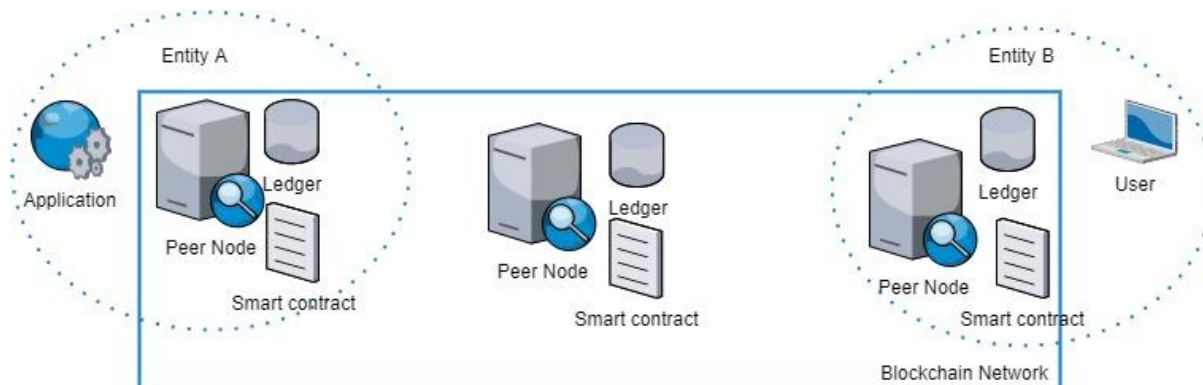 Entity A
Entity B
Application
Ledger
Peer Node
Smart contract
Ledger
Peer Node
Smart contract
Ledger
Peer Node
Smart contract
User
Blockchain Network